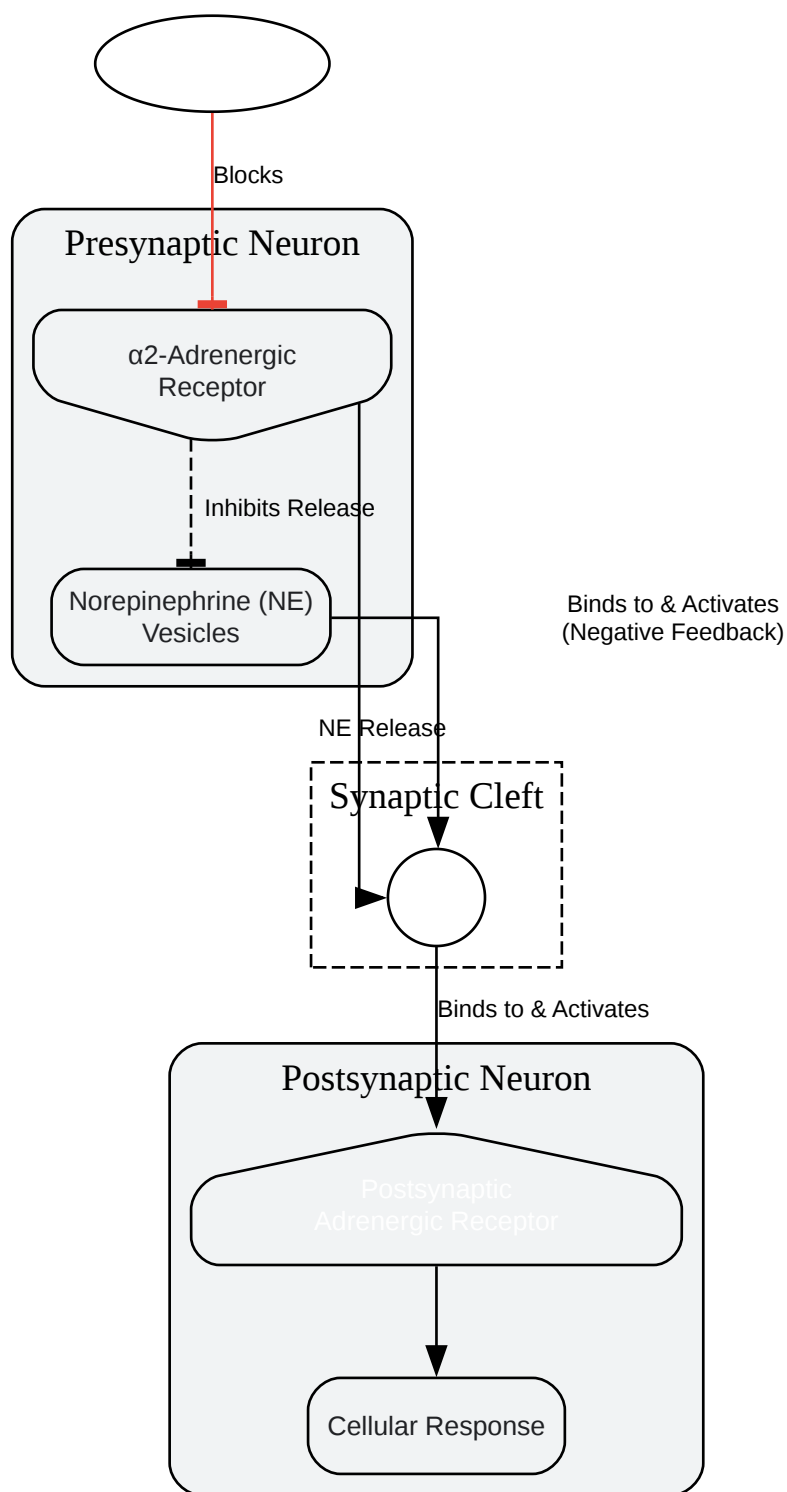 Blocks
Presynaptic Neuron
α2-Adrenergic
Receptor
Inhibits Release
Norepinephrine (NE)
Vesicles
Binds to & Activates
(Negative Feedback)
NE Release
Synaptic Cleft
Binds to & Activates
Postsynaptic Neuron
Postsynaptic
Adrenergic Receptor
Cellular Response